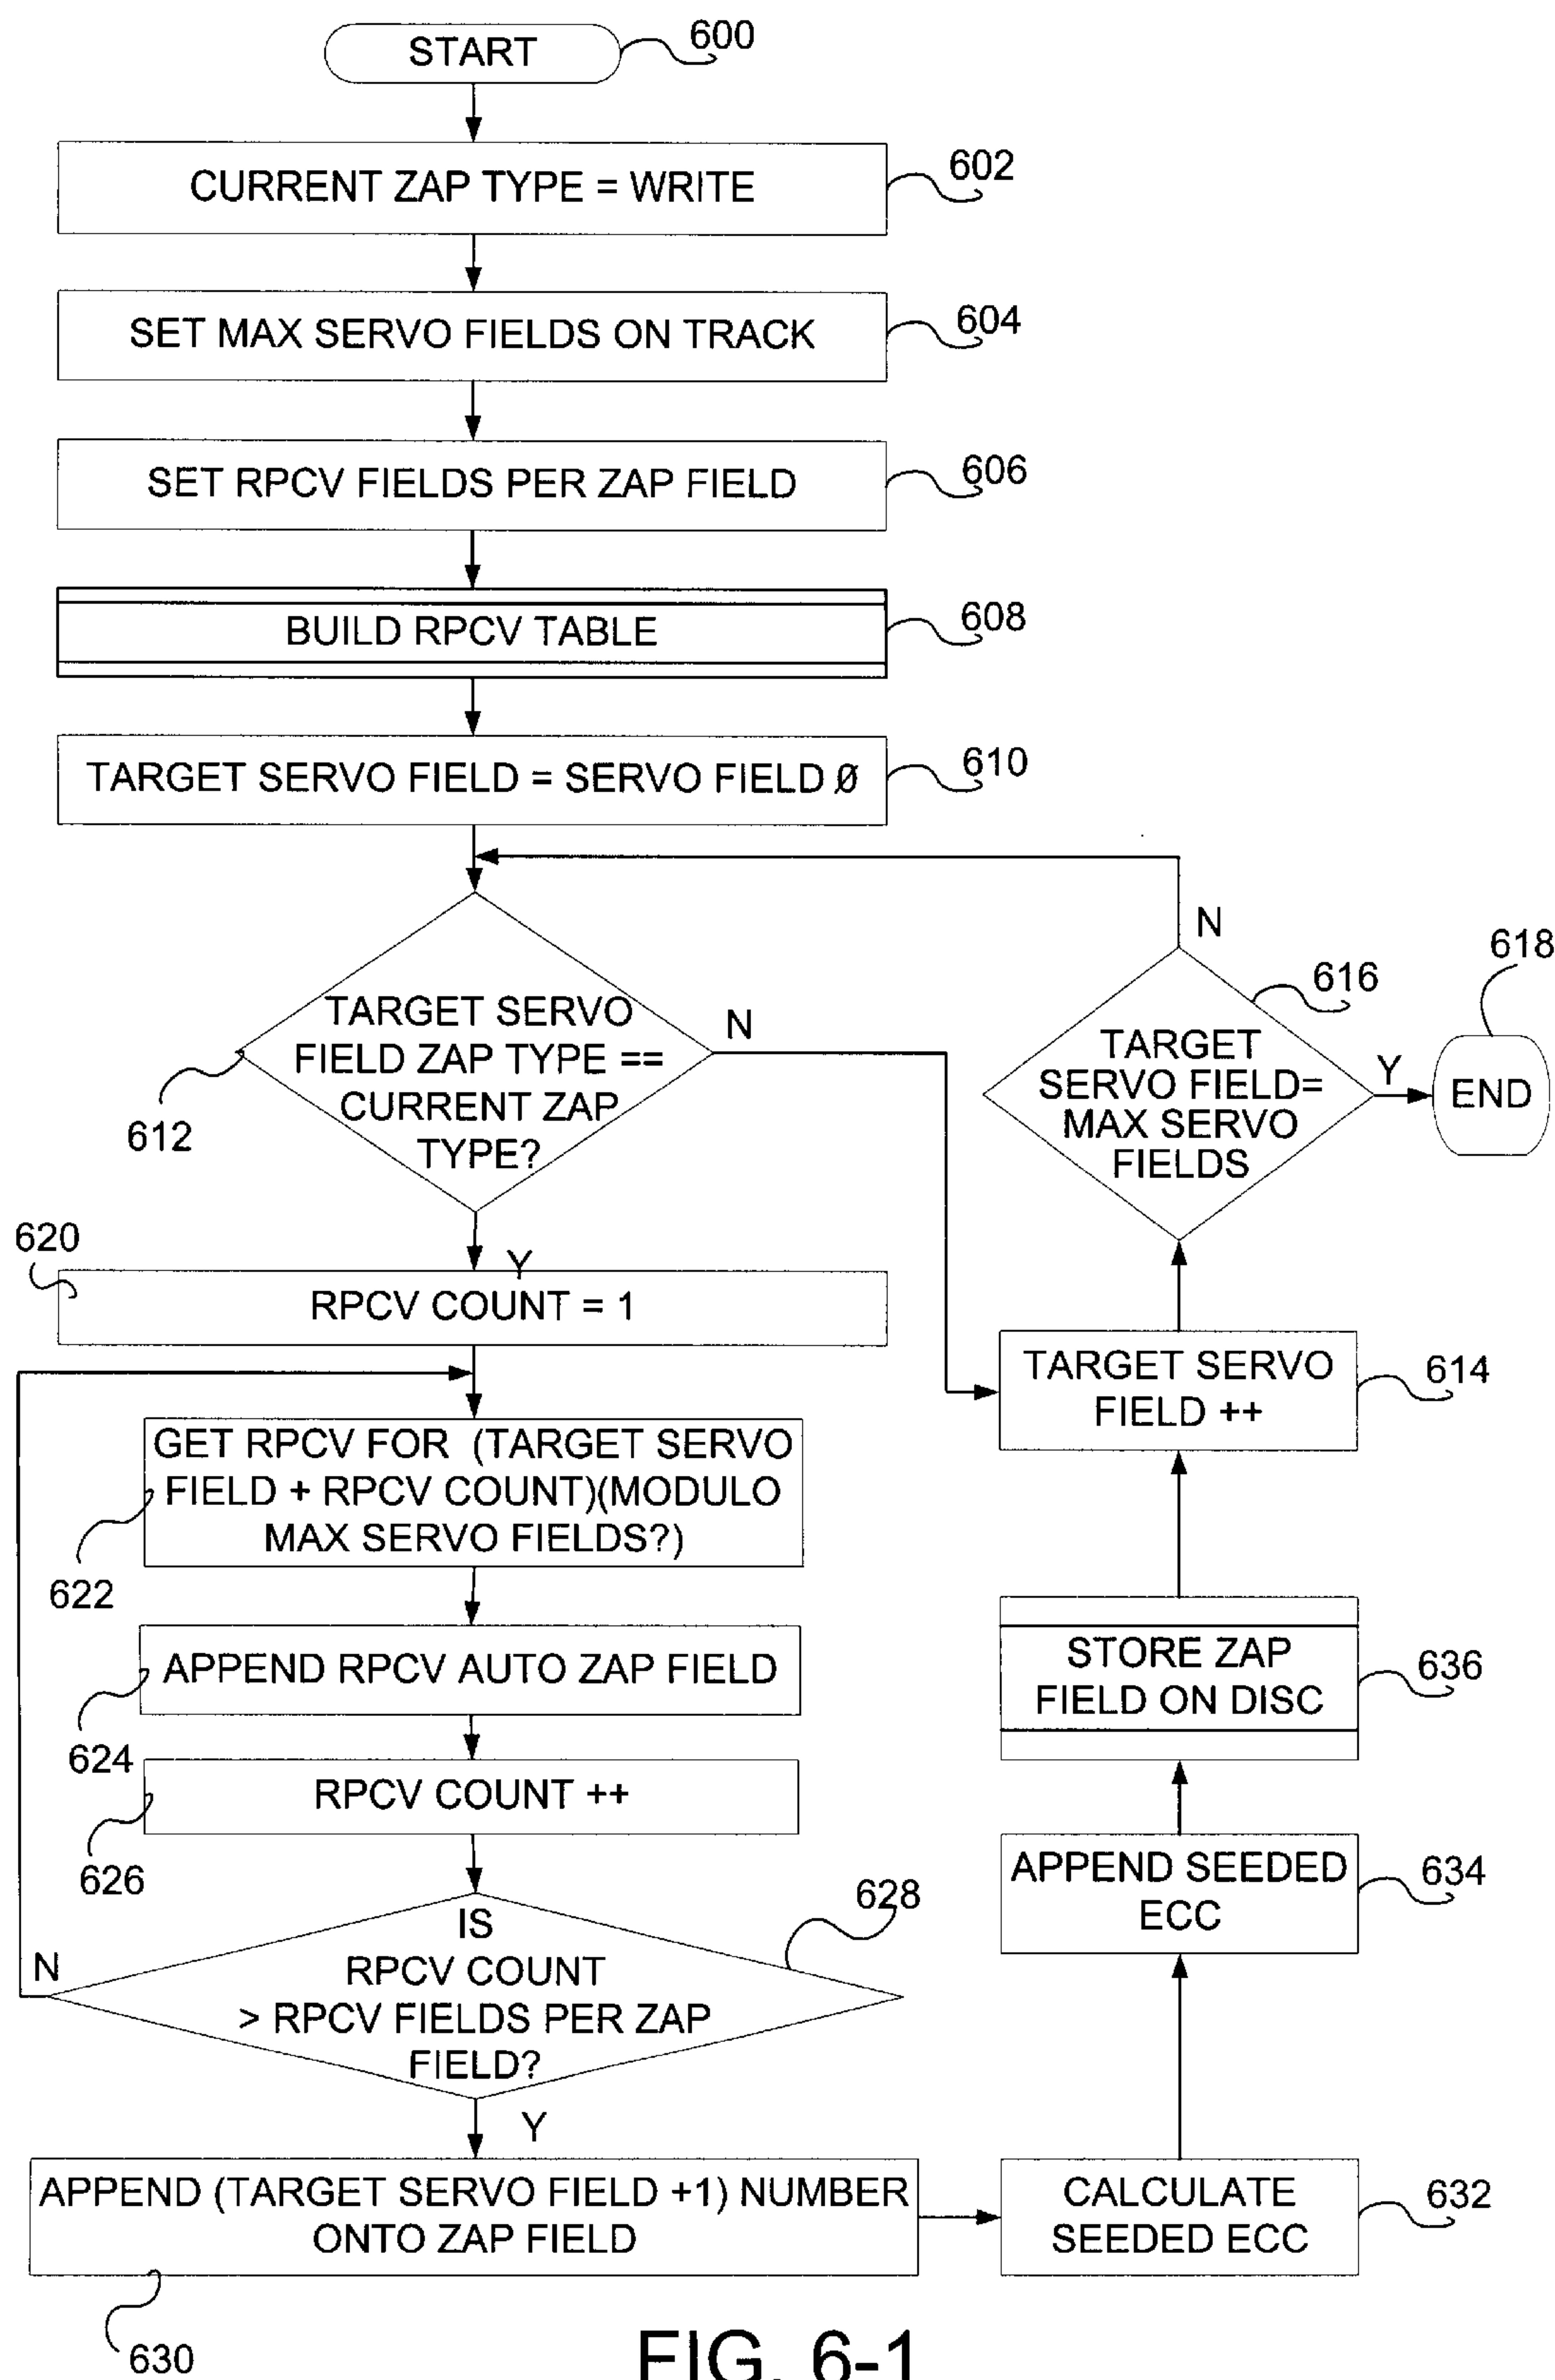 START
600
CURRENT ZAP TYPE = WRITE
602
SET MAX SERVO FIELDS ON TRACK
604
SET RPCV FIELDS PER ZAP FIELD
606
BUILD RPCV TABLE
608
TARGET SERVO FIELD = SERVO FIELD Ø
610
TARGET SERVO
FIELD ZAP TYPE ==
CURRENT ZAP
TYPE?
612
N
Y
N
616
TARGET
SERVO FIELD=
MAX SERVO
FIELDS
Y
618
END
620
RPCV COUNT = 1
TARGET SERVO
FIELD ++
614
GET RPCV FOR (TARGET SERVO
FIELD + RPCV COUNT)(MODULO
MAX SERVO FIELDS?)
622
APPEND RPCV AUTO ZAP FIELD
624
RPCV COUNT ++
626
IS
RPCV COUNT
> RPCV FIELDS PER ZAP
FIELD?
628
N
Y
STORE ZAP
FIELD ON DISC
636
APPEND SEEDED
ECC
634
APPEND (TARGET SERVO FIELD +1) NUMBER
ONTO ZAP FIELD
630
CALCULATE
SEEDED ECC
632
FIG. 6-1